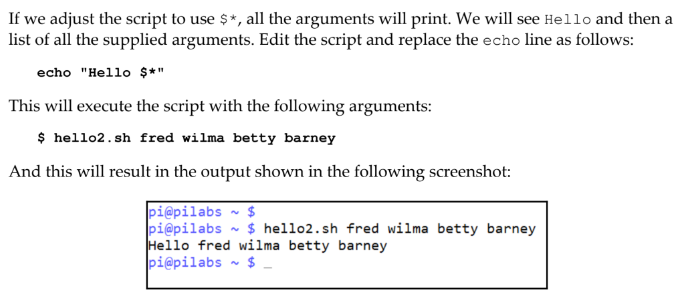 If we adjust the script to use $*, all the arguments will print. We will see Hello and then a
list of all the supplied arguments. Edit the script and replace the echo line as follows:
echo "Hello $*"
This will execute the script with the following arguments:
$ hello2.sh fred wilma betty barney
And this will result in the output shown in the following screenshot:
pi@pilabs ~ $
pi@pilabs ~ $ hello2.sh fred wilma betty barney
Hello fred wilma betty barney
pi@pilabs ~ $ _